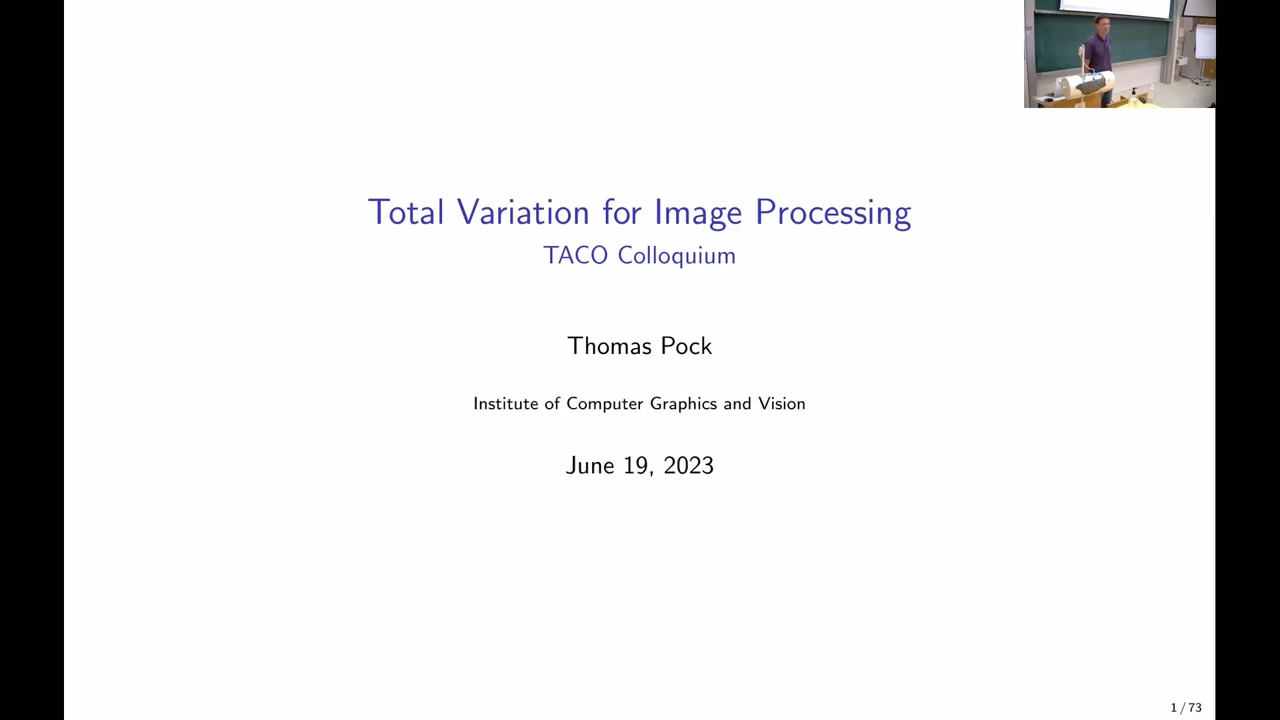 Total Variation for Image Processing
TACO Colloquium
Thomas Pock
Institute of Computer Graphics and Vision
June 19, 2023
1 / 73